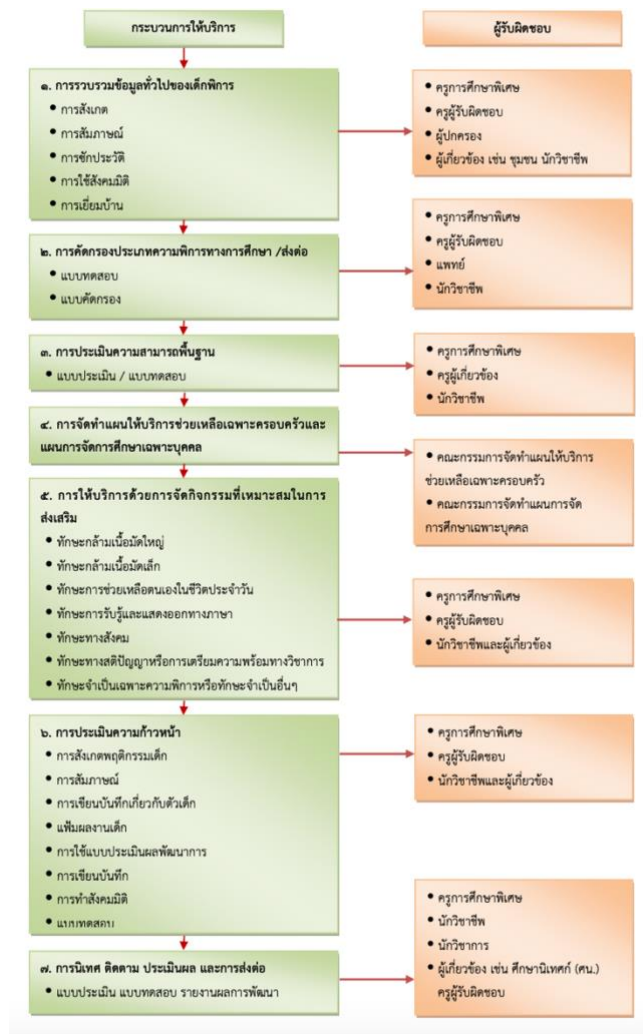 กระบวนการให้บริการ
ผู้รับผิดชอบ
๑. การรวบรวมข้อมูลทั่วไปของเด็กพิการ
• การสังเกต
• การสัมภาษณ์
• การซักประวัติ
• การใช้สังคมมิติ
• การเยี่ยมบ้าน
• ครูการศึกษาพิเศษ
• ครูผู้รับผิดชอบ
• ผู้ปกครอง
• ผู้เกี่ยวข้อง เช่น ชุมชน นักวิชาชีพ
๒. การคัดกรองประเภทความพิการทางการศึกษา /ส่งต่อ
• แบบทดสอบ
• แบบคัดกรอง
• ครูการศึกษาพิเศษ
• ครูผู้รับผิดชอบ
• แพทย์
• นักวิชาชีพ
๓. การประเมินความสามารถพื้นฐาน
• แบบประเมิน / แบบทดสอบ
• ครูการศึกษาพิเศษ
• ครูผู้เกี่ยวข้อง
• นักวิชาชีพ
๔. การจัดทำแผนให้บริการช่วยเหลือเฉพาะครอบครัวและ
แผนการจัดการศึกษาเฉพาะบุคคล
• คณะกรรมการจัดทำแผนให้บริการ
ช่วยเหลือเฉพาะครอบครัว
• คณะกรรมการจัดทำแผนการจัด
การศึกษาเฉพาะบุคคล
๕. การให้บริการด้วยการจัดกิจกรรมที่เหมาะสมในการ
ส่งเสริม
• ทักษะกล้ามเนื้อมัดใหญ่
• ทักษะกล้ามเนื้อมัดเล็ก
• ทักษะการช่วยเหลือตนเองในชีวิตประจำวัน
• ทักษะการรับรู้และแสดงออกทางภาษา
• ทักษะทางสังคม
• ทักษะทางสติปัญญาหรือการเตรียมความพร้อมทางวิชาการ
• ทักษะจำเป็นเฉพาะความพิการหรือทักษะจำเป็นอื่นๆ
• ครูการศึกษาพิเศษ
• ครูผู้รับผิดชอบ
• นักวิชาชีพและผู้เกี่ยวข้อง
๖. การประเมินความก้าวหน้า
• การสังเกตพฤติกรรมเด็ก
• การสัมภาษณ์
• การเขียนบันทึกเกี่ยวกับตัวเด็ก
• แฟ้มผลงานเด็ก
• การใช้แบบประเมินผลพัฒนาการ
• การเขียนบันทึก
• การทำสังคมมิติ
• แบบทดสอบ
• ครูการศึกษาพิเศษ
• ครูผู้รับผิดชอบ
• นักวิชาชีพและผู้เกี่ยวข้อง
๗. การนิเทศ ติดตาม ประเมินผล และการส่งต่อ
• แบบประเมิน แบบทดสอบ รายงานผลการพัฒนา
• ครูการศึกษาพิเศษ
• นักวิชาชีพ
• นักวิชาการ
• ผู้เกี่ยวข้อง เช่น ศึกษานิเทศก์ (ศน.)
ครูผู้รับผิดชอบ